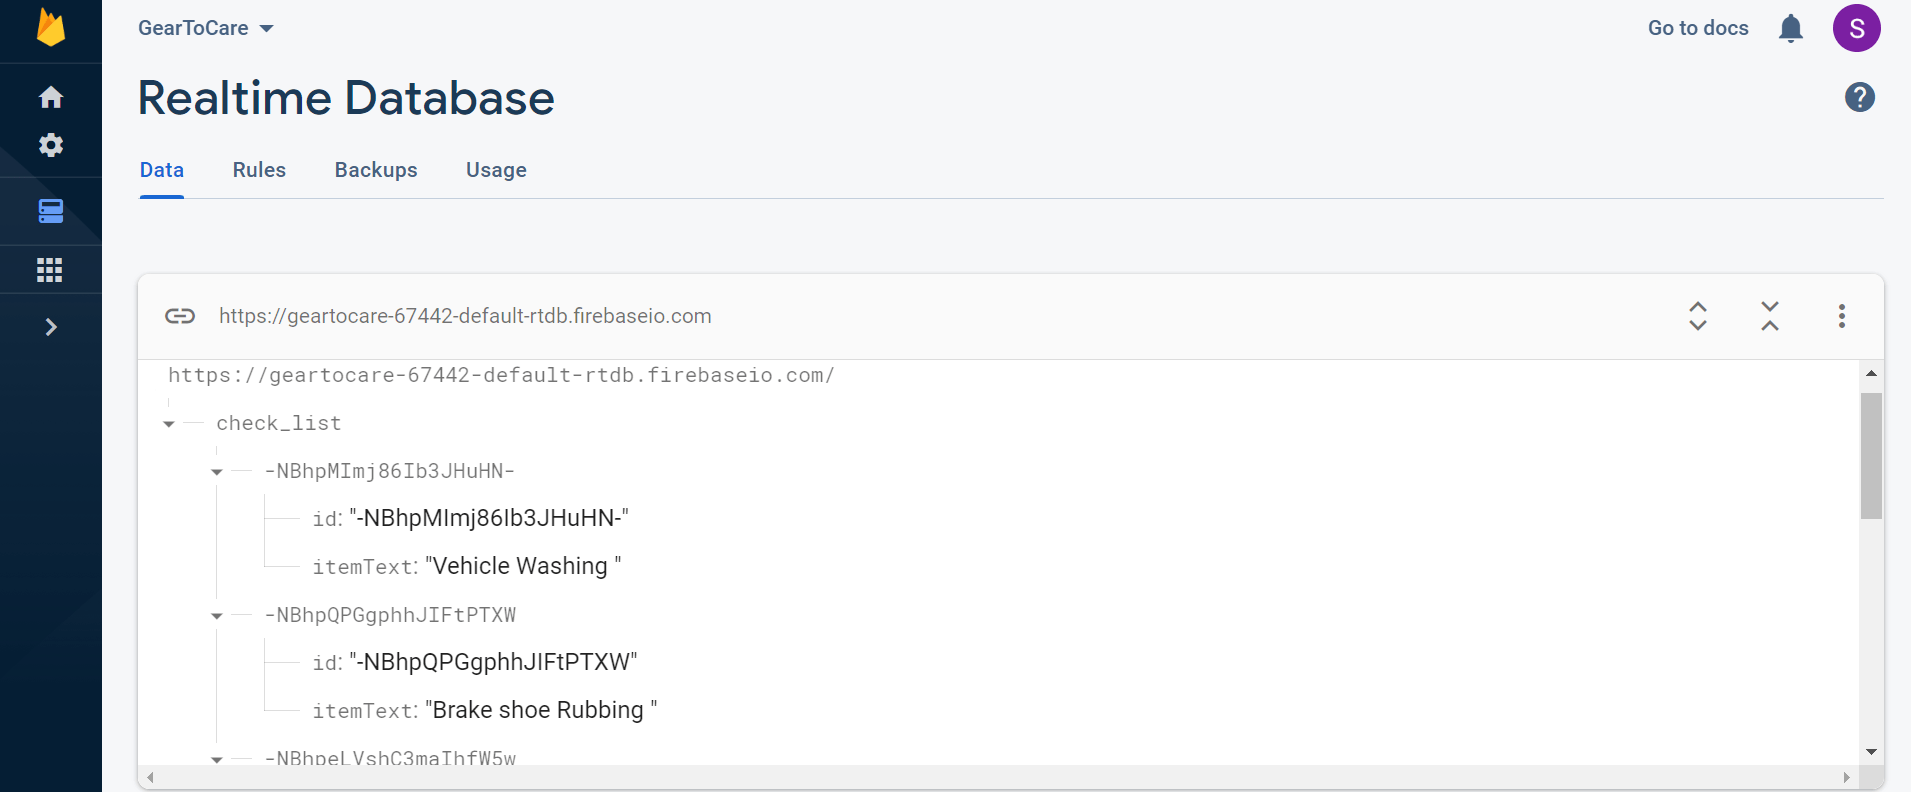 GearToCare
Go to docs
S
Realtime Database
?
Data Rules Backups Usage
https://geartocare-67442-default-rtdb.firebaseio.com
https://geartocare-67442-default-rtdb.firebaseio.com/
check_list
-NBhpMImj86Ib3JHuHN-
id: "-NBhpMImj86Ib3JHuHN-"
itemText: "Vehicle Washing "
-NBhpQPGgphhJIFtPTXW
id: "-NBhpQPGgphhJIFtPTXW"
itemText: "Brake shoe Rubbing "
-NBhpeLVshC3maIhfW5w